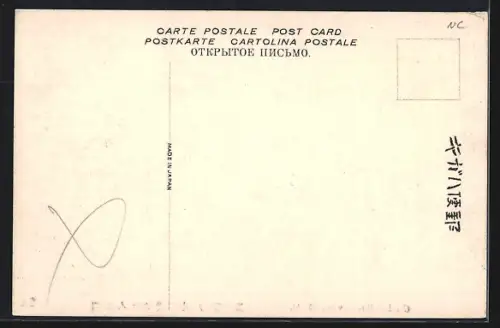 NC
CARTE POSTALE POST CARD
POSTKARTE CARTOLINA POSTALE
ОТКРЫТОЕ ПИСЬМО.
MADE IN JAPAN
郵便ハガキ